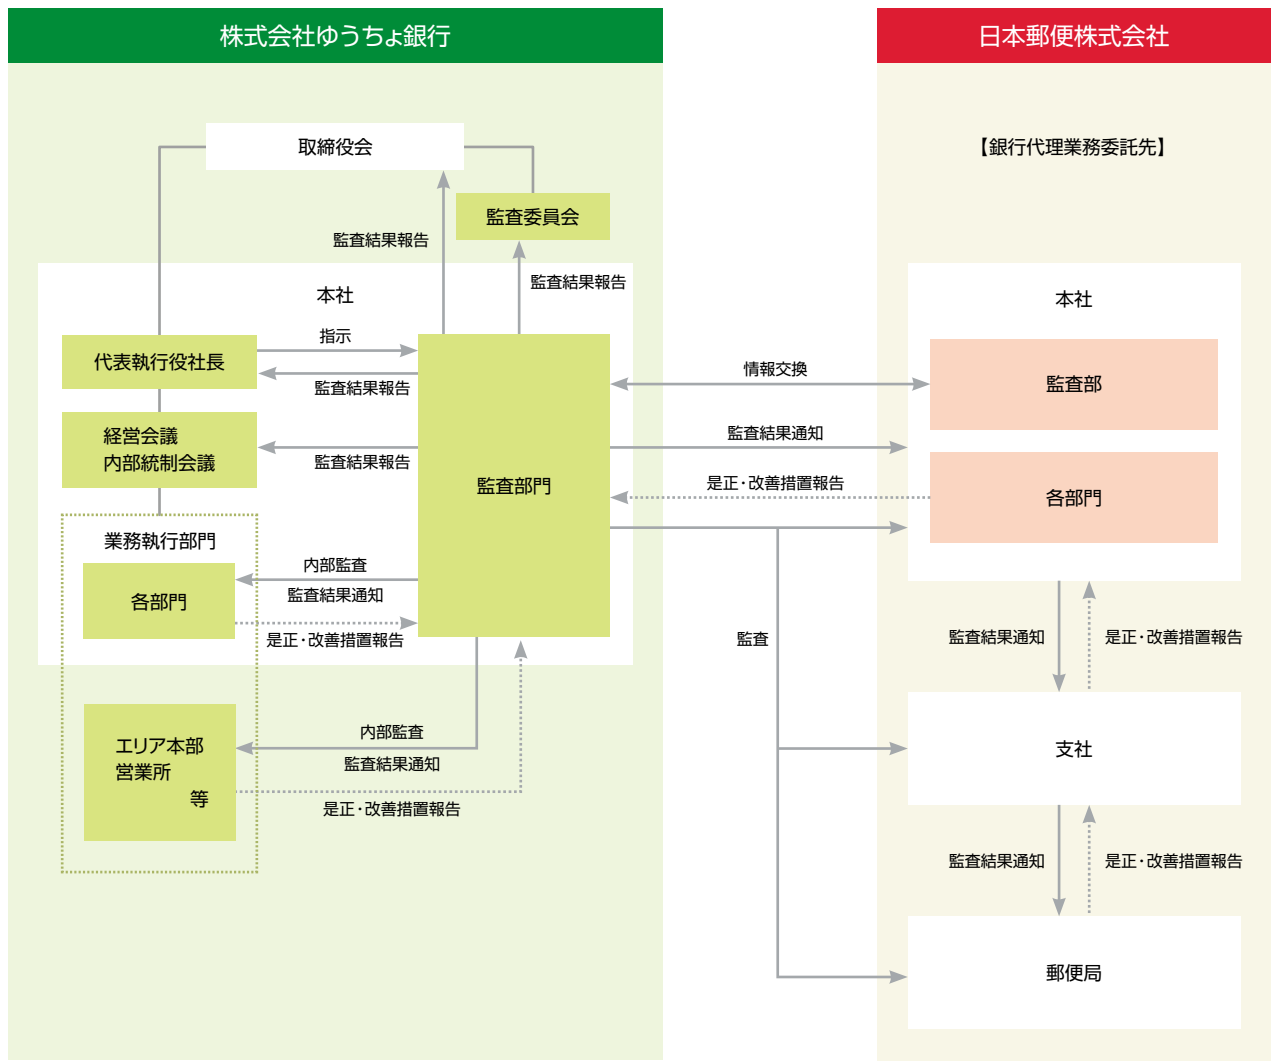 株式会社ゆうちょ銀行
取締役会
監査委員会
監査結果報告
監査結果報告
本社
代表執行役社長
指示
監査結果報告
経営会議
内部統制会議
監査結果報告
監査部門
業務執行部門
各部門
内部監査
監査結果通知
是正・改善措置報告
エリア本部
営業所
等
内部監査
監査結果通知
是正・改善措置報告
情報交換
監査結果通知
是正・改善措置報告
監査
日本郵便株式会社
【銀行代理業務委託先】
本社
監査部
各部門
監査結果通知
是正・改善措置報告
支社
監査結果通知
是正・改善措置報告
郵便局